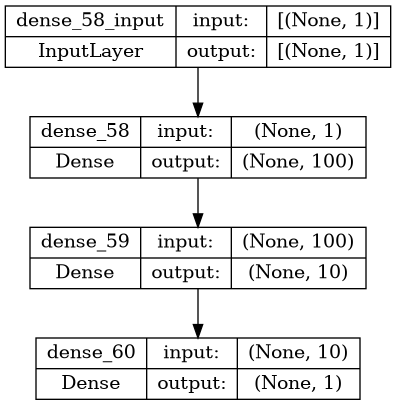 dense_58_input input: [(None, 1)]
InputLayer output: [(None, 1)]
dense_58 input: (None, 1)
Dense output: (None, 100)
dense_59 input: (None, 100)
Dense output: (None, 10)
dense_60 input: (None, 10)
Dense output: (None, 1)